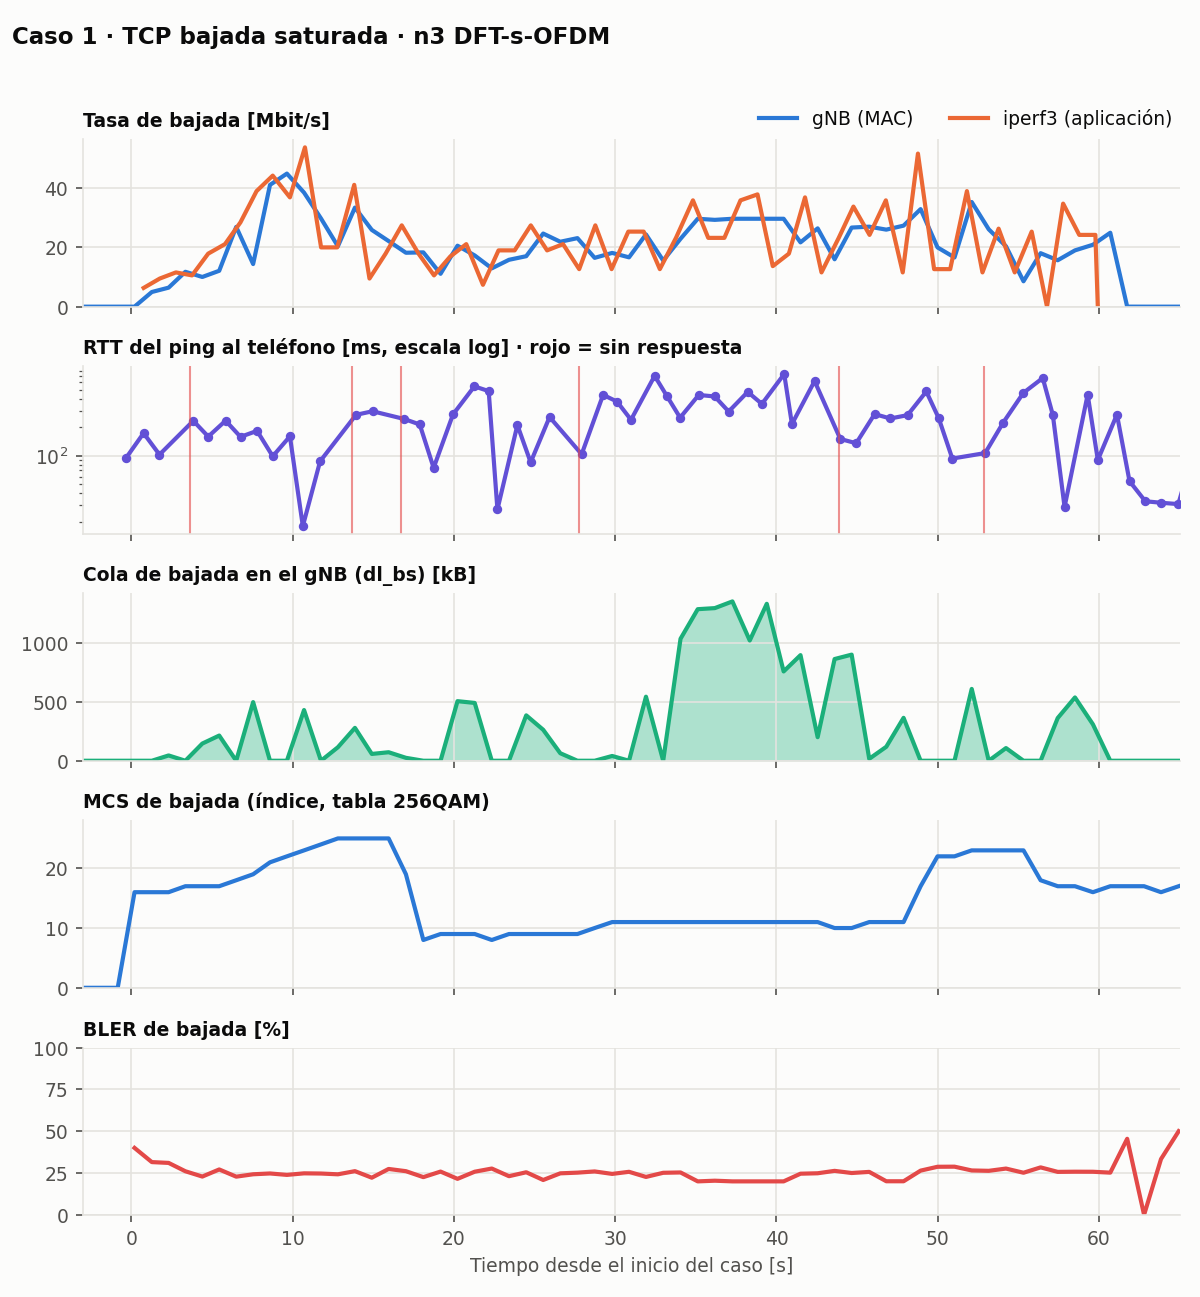 Caso 1 · TCP bajada saturada · n3 DFT-s-OFDM
Tasa de bajada [Mbit/s]
gNB (MAC)
iperf3 (aplicación)
40
20
0
RTT del ping al teléfono [ms, escala log] · rojo = sin respuesta
10²
Cola de bajada en el gNB (dl_bs) [kB]
1000
500
0
MCS de bajada (índice, tabla 256QAM)
20
10
0
BLER de bajada [%]
100
75
50
25
0
0 10 20 30 40 50 60
Tiempo desde el inicio del caso [s]